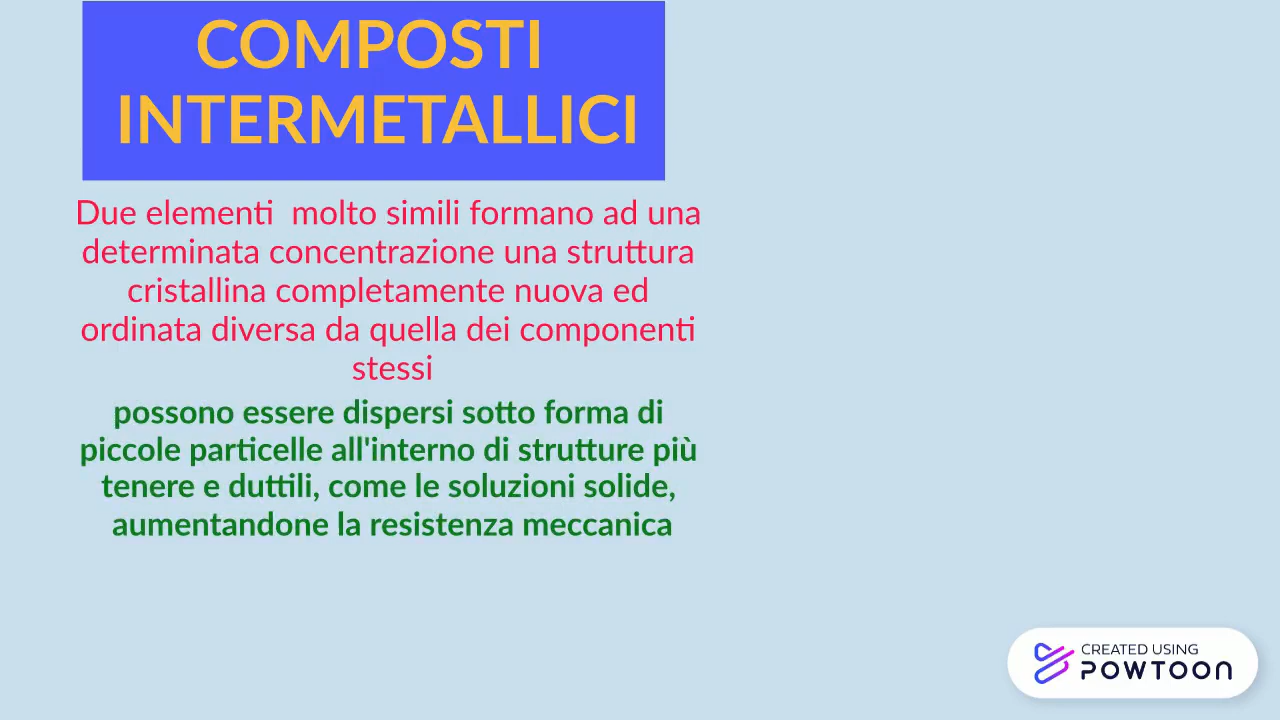 COMPOSTI
INTERMETALLICI
Due elementi  molto simili formano ad una
determinata concentrazione una struttura
cristallina completamente nuova ed
ordinata diversa da quella dei componenti
stessi
possono essere dispersi sotto forma di
piccole particelle all'interno di strutture più
tenere e duttili, come le soluzioni solide,
aumentandone la resistenza meccanica
CREATED USING
POWTOON